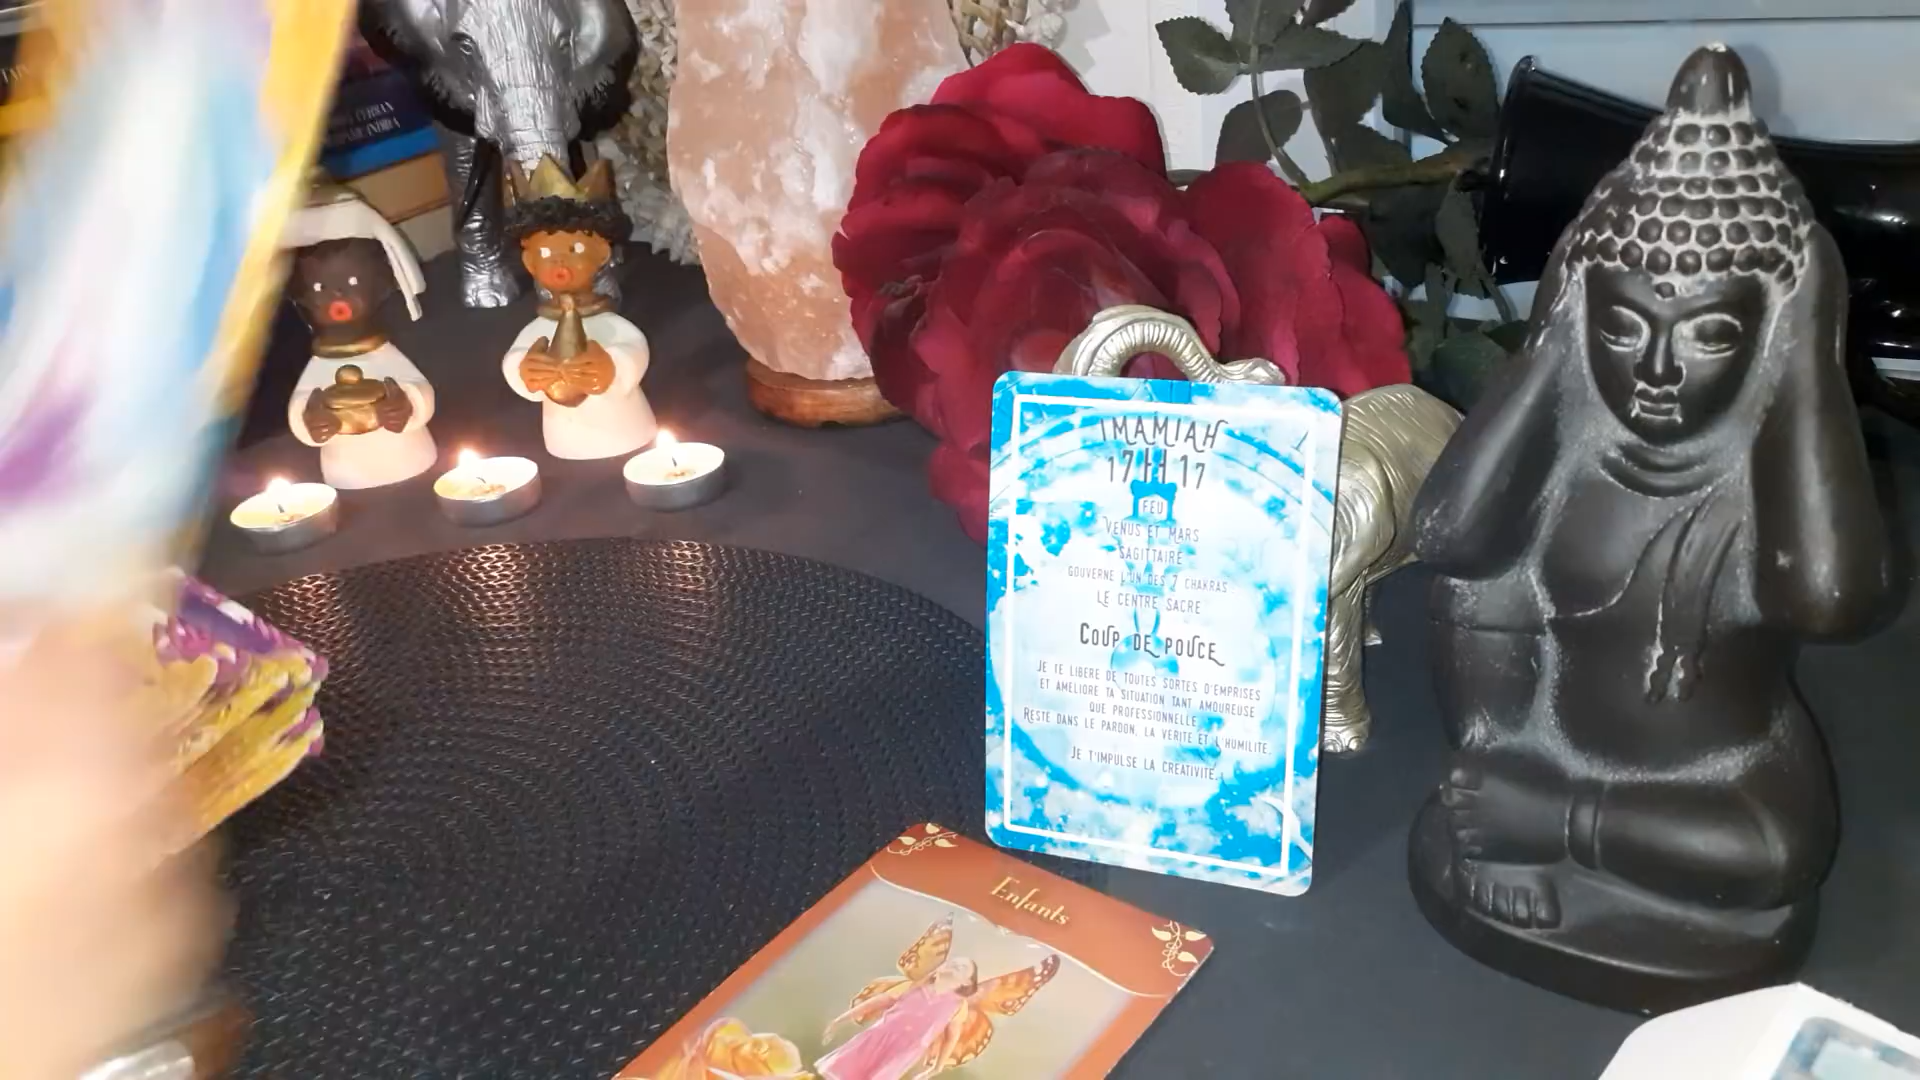 IMAMIAH
17H17
FEU
VENUS ET MARS
SAGITTAIRE
GOUVERNE L'UN DES 7 CHAKRAS :
LE CENTRE SACRE
COUP DE POUCE
JE TE LIBERE DE TOUTES SORTES D'EMPRISES
ET AMELIORE TA SITUATION TANT AMOUREUSE
QUE PROFESSIONNELLE
RESTE DANS LE PARDON, LA VERITE ET L'HUMILITE.
JE T'IMPULSE LA CREATIVITE.
Enfants